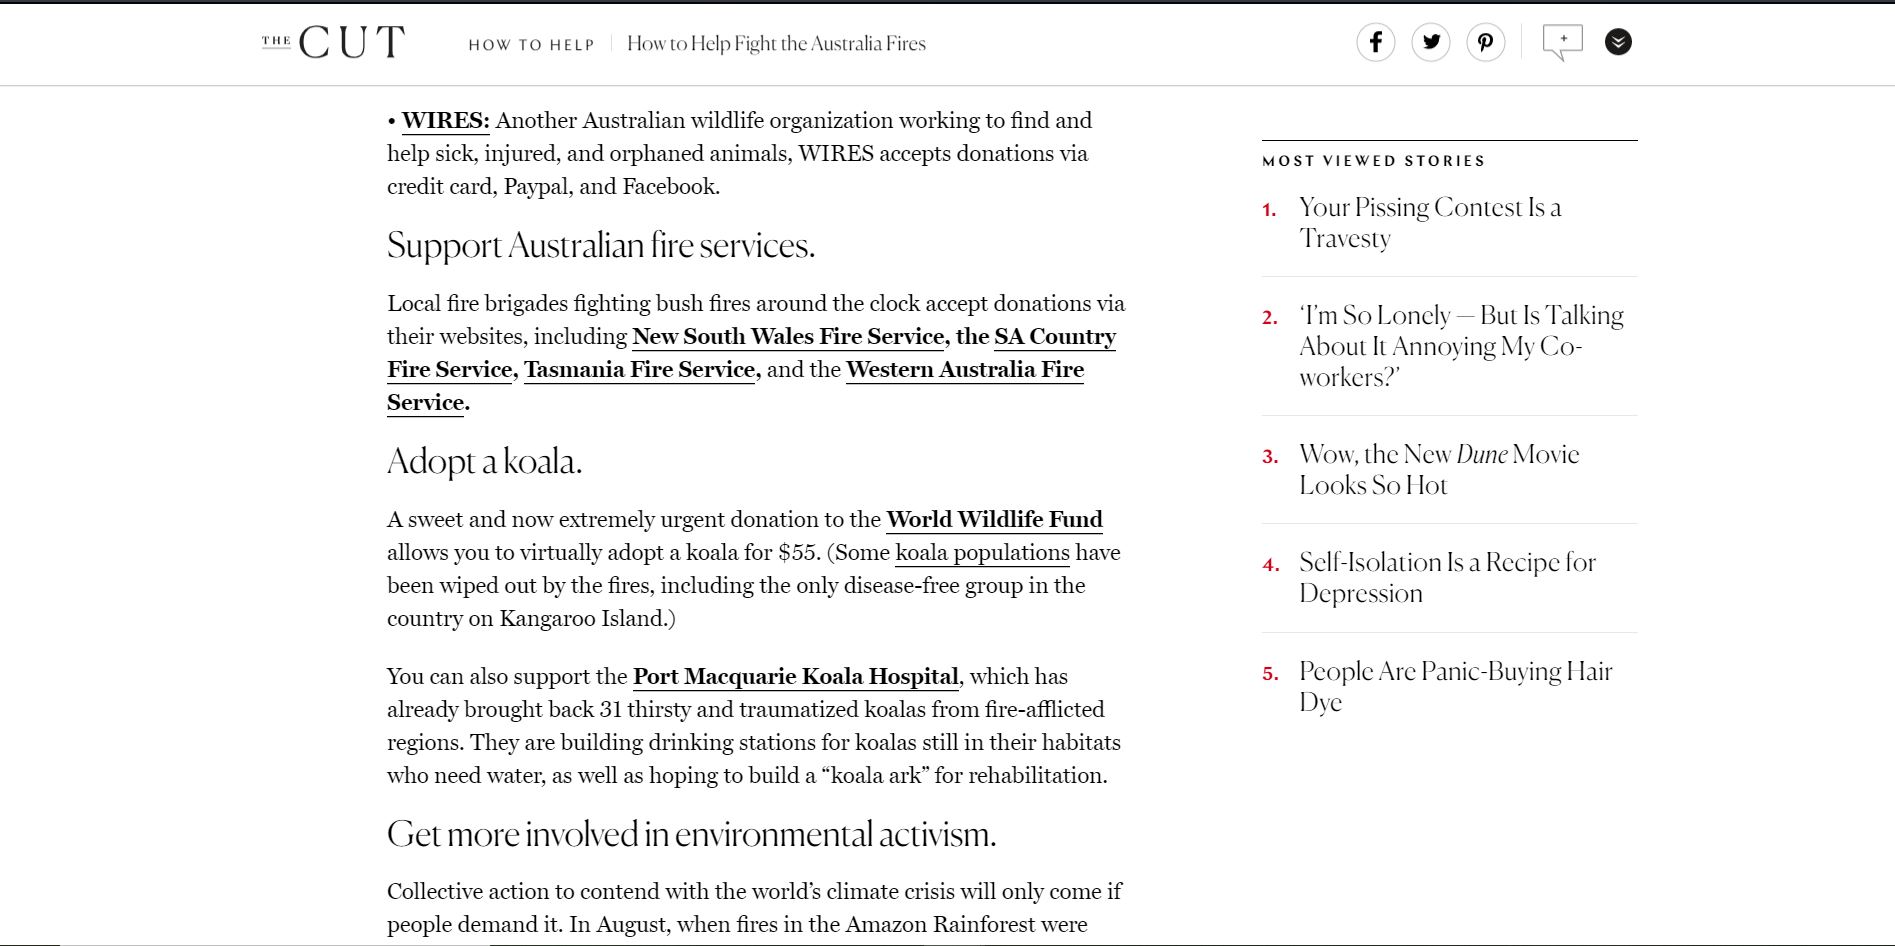 THE CUT
HOW TO HELP
How to Help Fight the Australia Fires
• WIRES: Another Australian wildlife organization working to find and
help sick, injured, and orphaned animals, WIRES accepts donations via
credit card, Paypal, and Facebook.
Support Australian fire services.
Local fire brigades fighting bush fires around the clock accept donations via
their websites, including New South Wales Fire Service, the SA Country
Fire Service, Tasmania Fire Service, and the Western Australia Fire
Service.
Adopt a koala.
A sweet and now extremely urgent donation to the World Wildlife Fund
allows you to virtually adopt a koala for $55. (Some koala populations have
been wiped out by the fires, including the only disease-free group in the
country on Kangaroo Island.)
You can also support the Port Macquarie Koala Hospital, which has
already brought back 31 thirsty and traumatized koalas from fire-afflicted
regions. They are building drinking stations for koalas still in their habitats
who need water, as well as hoping to build a “koala ark” for rehabilitation.
Get more involved in environmental activism.
Collective action to contend with the world’s climate crisis will only come if
people demand it. In August, when fires in the Amazon Rainforest were
MOST VIEWED STORIES
1. Your Pissing Contest Is a
Travesty
2. ‘I’m So Lonely — But Is Talking
About It Annoying My Co-
workers?’
3. Wow, the New Dune Movie
Looks So Hot
4. Self-Isolation Is a Recipe for
Depression
5. People Are Panic-Buying Hair
Dye